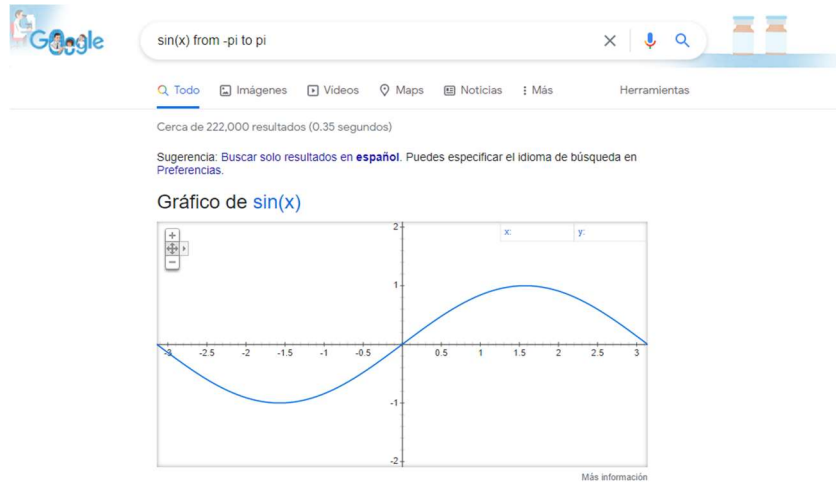 Google
sin(x) from -pi to pi
Todo Imágenes Videos Maps Noticias Más Herramientas
Cerca de 222,000 resultados (0.35 segundos)
Sugerencia: Buscar solo resultados en español. Puedes especificar el idioma de búsqueda en
Preferencias.
Gráfico de sin(x)
x: y:
2
1
-3 -2.5 -2 -1.5 -1 -0.5 0.5 1 1.5 2 2.5 3
-1
-2
Más información